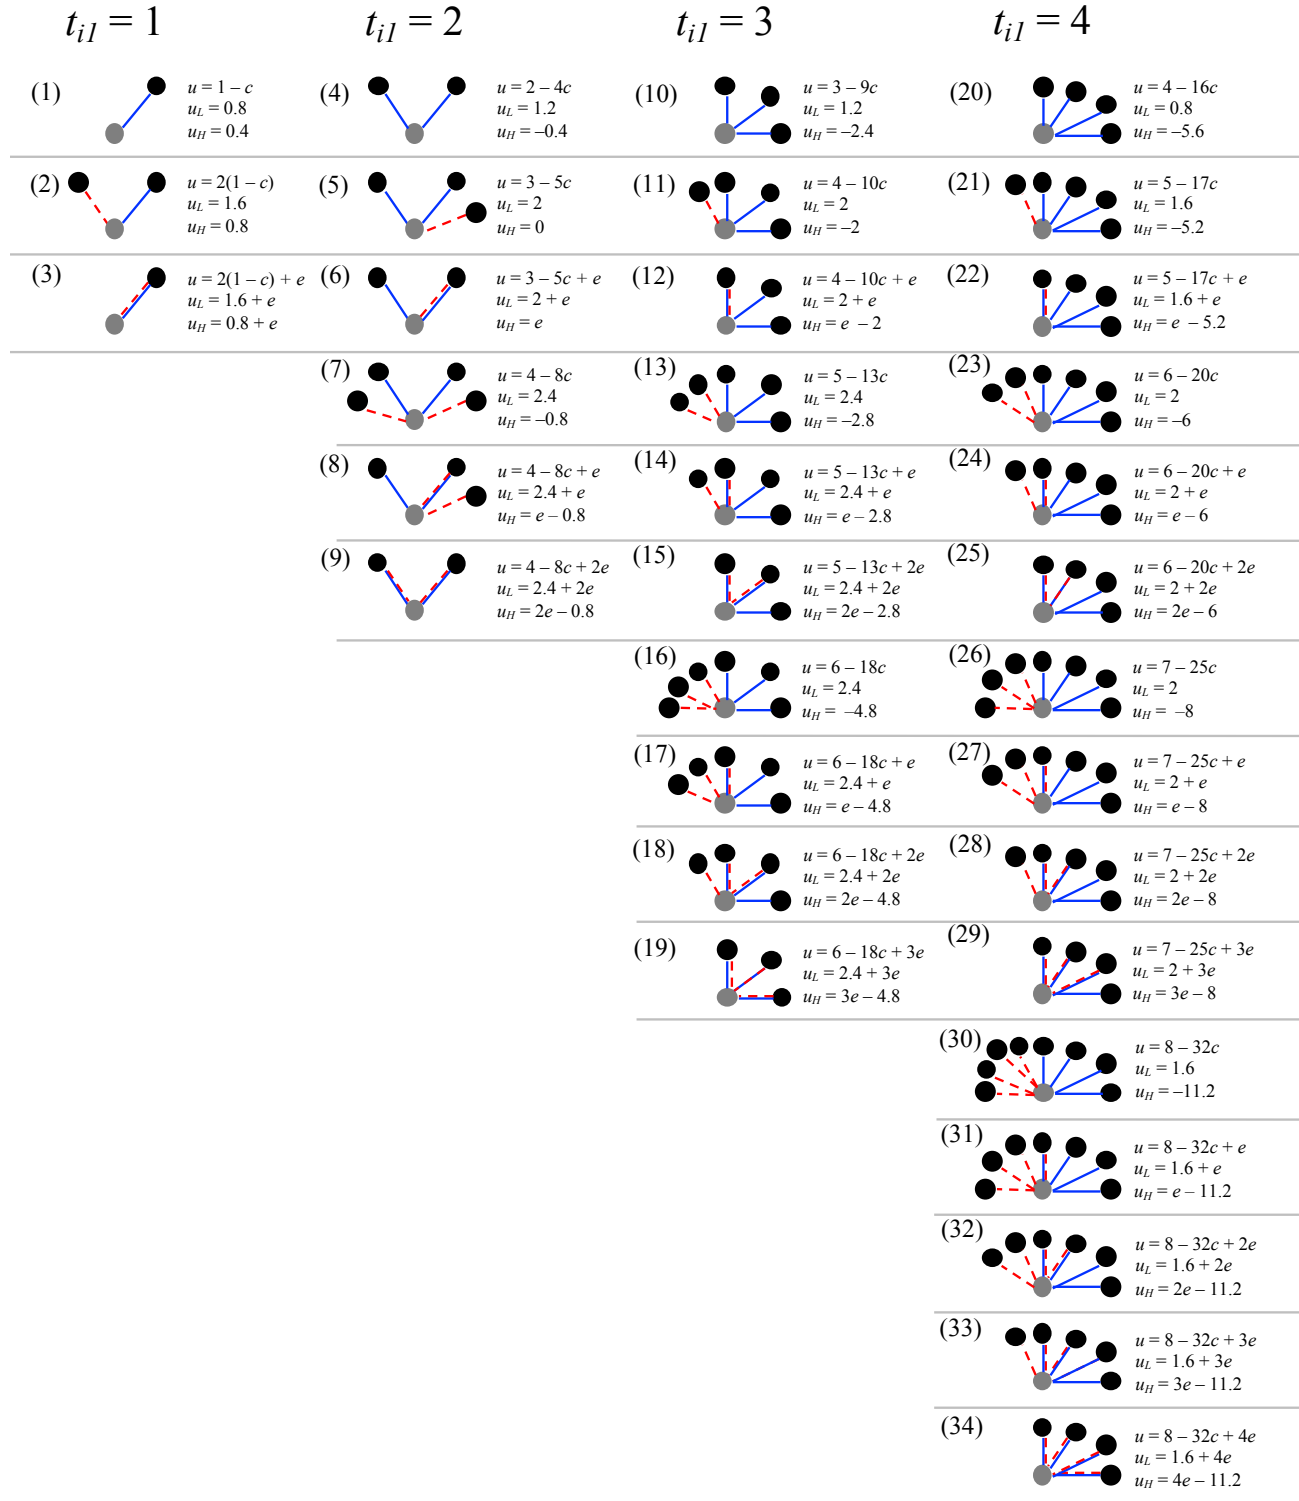 t_{i1} = 1
t_{i1} = 2
t_{i1} = 3
t_{i1} = 4
(1)
u = 1 – c
u_L = 0.8
u_H = 0.4
(4)
u = 2 – 4c
u_L = 1.2
u_H = –0.4
(10)
u = 3 – 9c
u_L = 1.2
u_H = –2.4
(20)
u = 4 – 16c
u_L = 0.8
u_H = –5.6
(2)
u = 2(1 – c)
u_L = 1.6
u_H = 0.8
(5)
u = 3 – 5c
u_L = 2
u_H = 0
(11)
u = 4 – 10c
u_L = 2
u_H = –2
(21)
u = 5 – 17c
u_L = 1.6
u_H = –5.2
(3)
u = 2(1 – c) + e
u_L = 1.6 + e
u_H = 0.8 + e
(6)
u = 3 – 5c + e
u_L = 2 + e
u_H = e
(12)
u = 4 – 10c + e
u_L = 2 + e
u_H = e – 2
(22)
u = 5 – 17c + e
u_L = 1.6 + e
u_H = e – 5.2
(7)
u = 4 – 8c
u_L = 2.4
u_H = –0.8
(13)
u = 5 – 13c
u_L = 2.4
u_H = –2.8
(23)
u = 6 – 20c
u_L = 2
u_H = –6
(8)
u = 4 – 8c + e
u_L = 2.4 + e
u_H = e – 0.8
(14)
u = 5 – 13c + e
u_L = 2.4 + e
u_H = e – 2.8
(24)
u = 6 – 20c + e
u_L = 2 + e
u_H = e – 6
(9)
u = 4 – 8c + 2e
u_L = 2.4 + 2e
u_H = 2e – 0.8
(15)
u = 5 – 13c + 2e
u_L = 2.4 + 2e
u_H = 2e – 2.8
(25)
u = 6 – 20c + 2e
u_L = 2 + 2e
u_H = 2e – 6
(16)
u = 6 – 18c
u_L = 2.4
u_H = –4.8
(26)
u = 7 – 25c
u_L = 2
u_H = –8
(17)
u = 6 – 18c + e
u_L = 2.4 + e
u_H = e – 4.8
(27)
u = 7 – 25c + e
u_L = 2 + e
u_H = e – 8
(18)
u = 6 – 18c + 2e
u_L = 2.4 + 2e
u_H = 2e – 4.8
(28)
u = 7 – 25c + 2e
u_L = 2 + 2e
u_H = 2e – 8
(19)
u = 6 – 18c + 3e
u_L = 2.4 + 3e
u_H = 3e – 4.8
(29)
u = 7 – 25c + 3e
u_L = 2 + 3e
u_H = 3e – 8
(30)
u = 8 – 32c
u_L = 1.6
u_H = –11.2
(31)
u = 8 – 32c + e
u_L = 1.6 + e
u_H = e – 11.2
(32)
u = 8 – 32c + 2e
u_L = 1.6 + 2e
u_H = 2e – 11.2
(33)
u = 8 – 32c + 3e
u_L = 1.6 + 3e
u_H = 3e – 11.2
(34)
u = 8 – 32c + 4e
u_L = 1.6 + 4e
u_H = 4e – 11.2